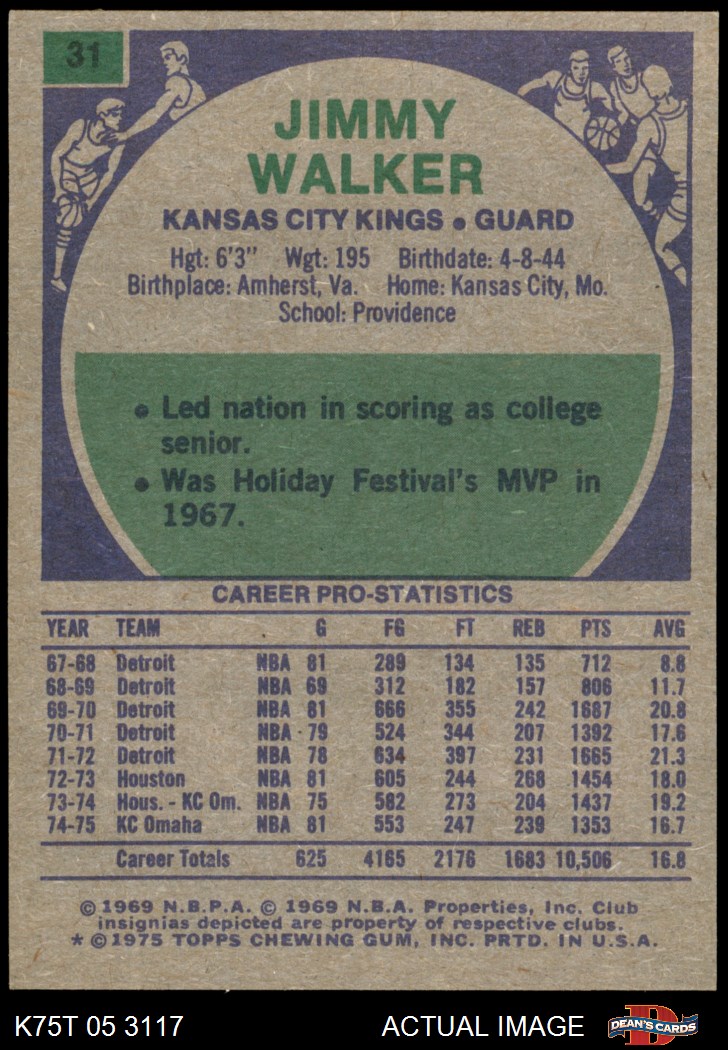 31
JIMMY
WALKER
KANSAS CITY KINGS • GUARD
Hgt: 6'3" Wgt: 195 Birthdate: 4-8-44
Birthplace: Amherst, Va. Home: Kansas City, Mo.
School: Providence
• Led nation in scoring as college
senior.
• Was Holiday Festival's MVP in
1967.
CAREER PRO-STATISTICS
YEAR TEAM G FG FT REB PTS AVG
67-68 Detroit NBA 81 289 134 135 712 8.8
68-69 Detroit NBA 69 312 182 157 806 11.7
69-70 Detroit NBA 81 666 355 242 1687 20.8
70-71 Detroit NBA 79 524 344 207 1392 17.6
71-72 Detroit NBA 78 634 397 231 1665 21.3
72-73 Houston NBA 81 605 244 268 1454 18.0
73-74 Hous. - KC Om. NBA 75 582 273 204 1437 19.2
74-75 KC Omaha NBA 81 553 247 239 1353 16.7
Career Totals 625 4165 2176 1683 10,506 16.8
© 1969 N.B.P.A. © 1969 N.B.A. Properties, Inc. Club
insignias depicted are property of respective clubs.
* © 1975 TOPPS CHEWING GUM, INC. PRTD. IN U.S.A.
K75T 05 3117 ACTUAL IMAGE D DEAN'S CARDS